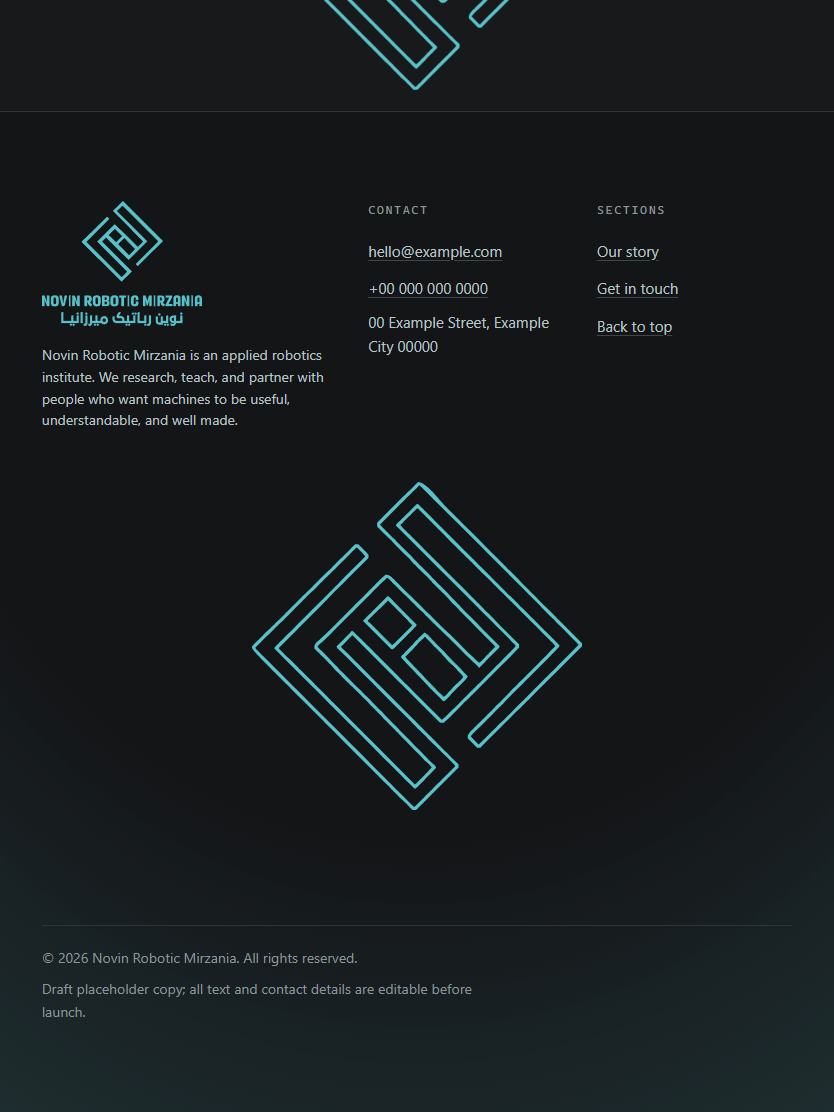 NOVIN ROBOTIC MIRZANIA
نوین رباتیک میرزانیا
Novin Robotic Mirzania is an applied robotics
institute. We research, teach, and partner with
people who want machines to be useful,
understandable, and well made.
CONTACT
hello@example.com
+00 000 000 0000
00 Example Street, Example
City 00000
SECTIONS
Our story
Get in touch
Back to top
© 2026 Novin Robotic Mirzania. All rights reserved.
Draft placeholder copy; all text and contact details are editable before
launch.